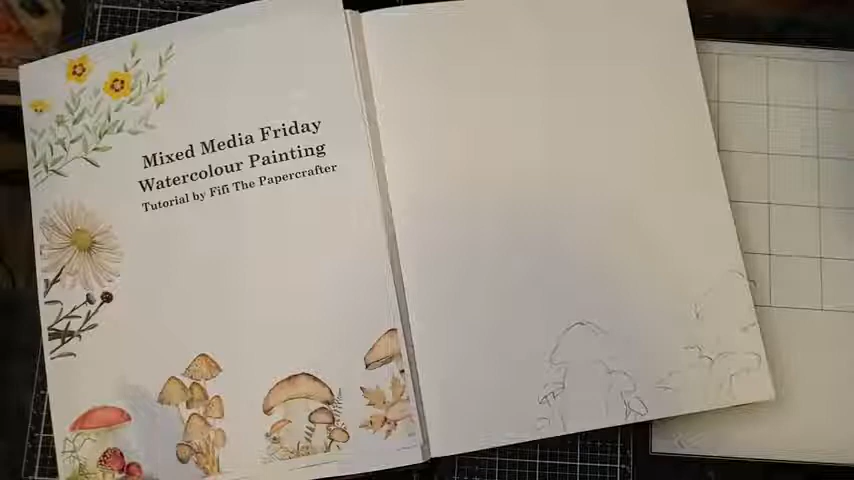 Mixed Media Friday
Watercolour Painting
Tutorial by Fifi The Papercrafter